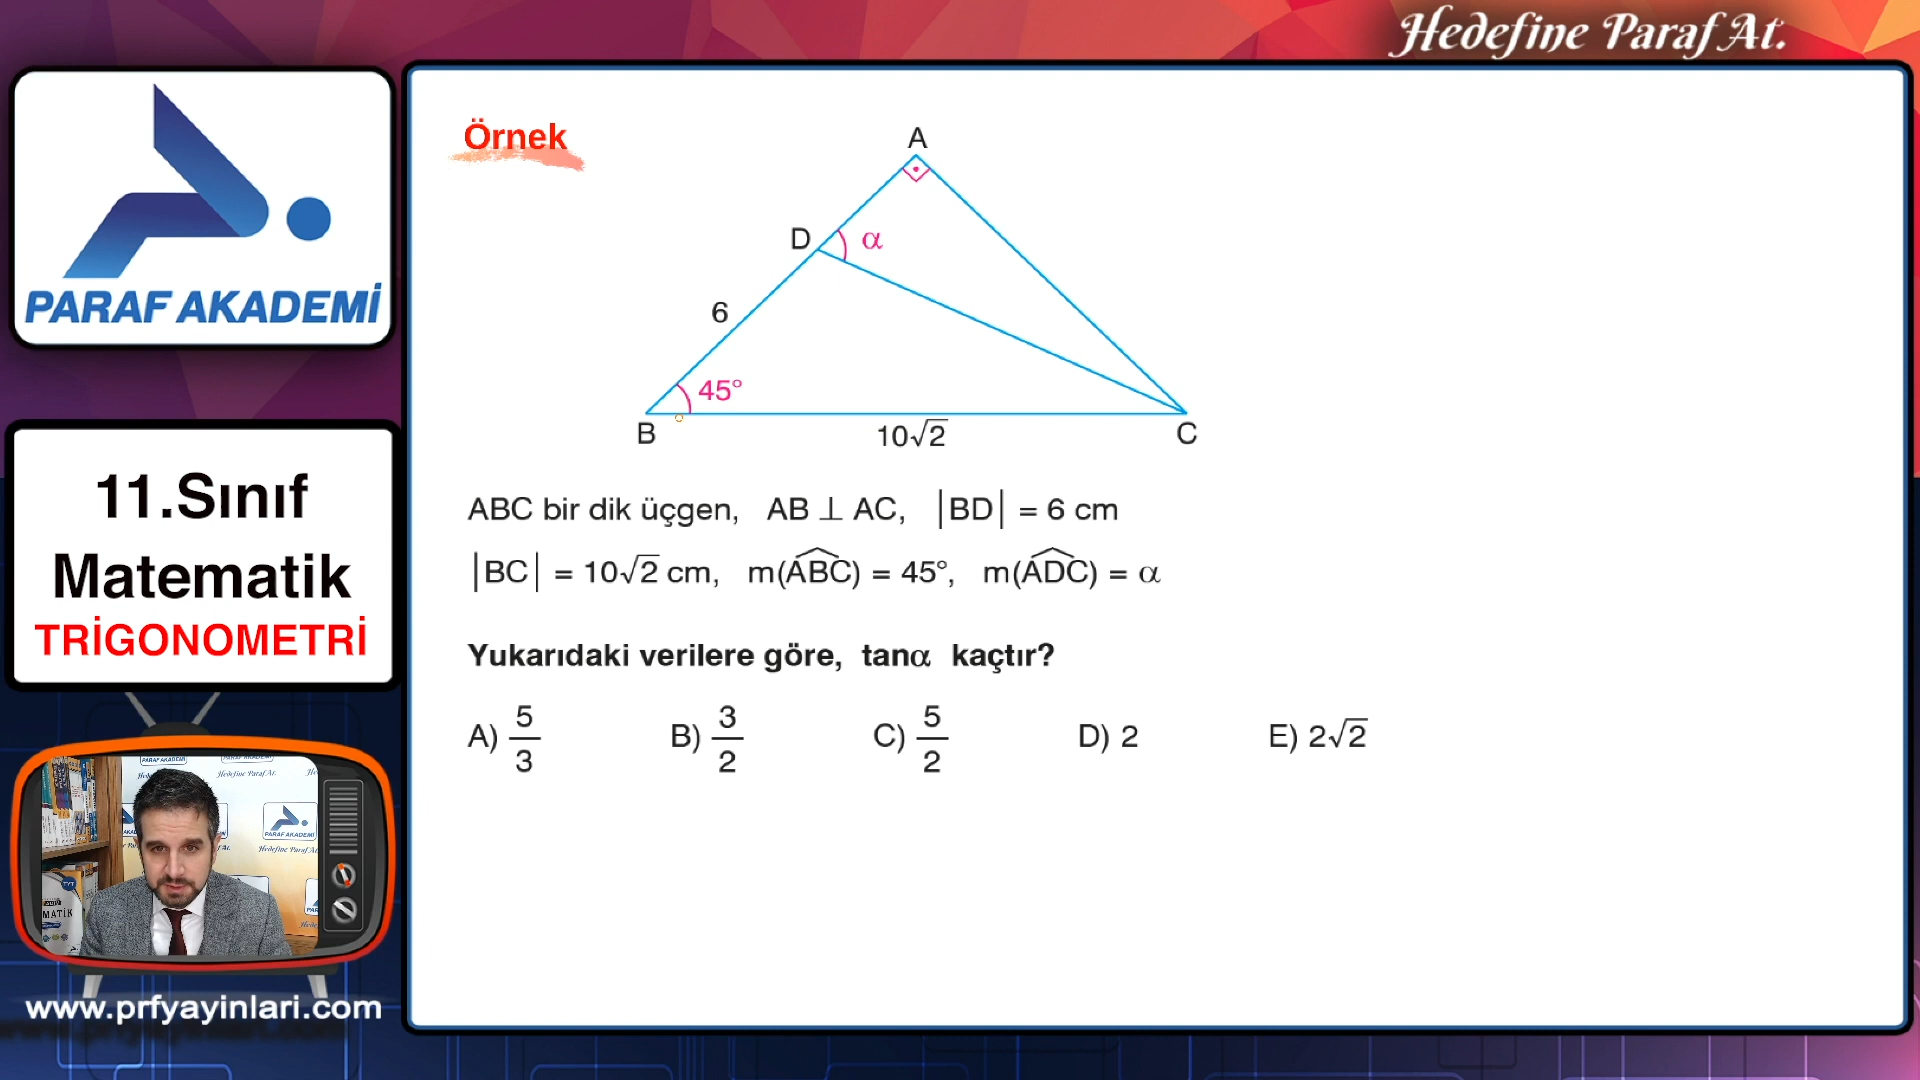 Hedefine Paraf At.
PARAF AKADEMİ
11.Sınıf
Matematik
TRİGONOMETRİ
www.prfyayinlari.com
Örnek
A
D
α
6
45°
B
10√2
C
ABC bir dik üçgen, AB ⊥ AC, |BD| = 6 cm
|BC| = 10√2 cm, m(ABC) = 45°, m(ADC) = α
Yukarıdaki verilere göre, tanα kaçtır?
A) 5/3 B) 3/2 C) 5/2 D) 2 E) 2√2